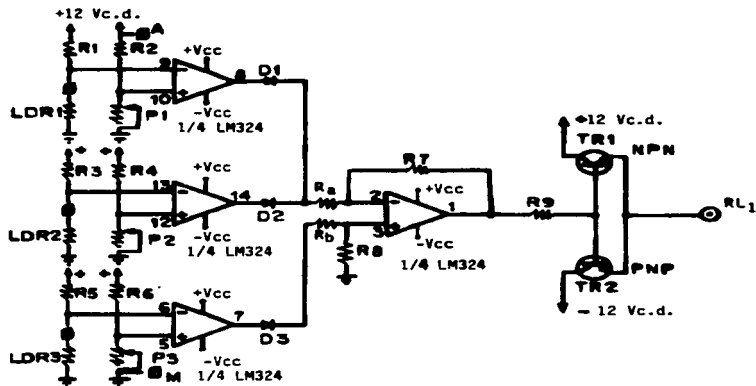 +12 Vc.d.
A
R1
R2
+Vcc
9
8
D1
10
LDR1
P1
-Vcc
1/4 LM324
+12 Vc.d.
TR1
NPN
+
+
R3
R4
+Vcc
R7
13
14
Ra
2
+Vcc
1
R9
RL1
12
D2
3
LDR2
P2
-Vcc
Rb
R8
-Vcc
1/4 LM324
1/4 LM324
PNP
TR2
- 12 Vc.d.
+
+
R5
R6
+Vcc
6
7
5
D3
LDR3
P3
-Vcc
M
1/4 LM324